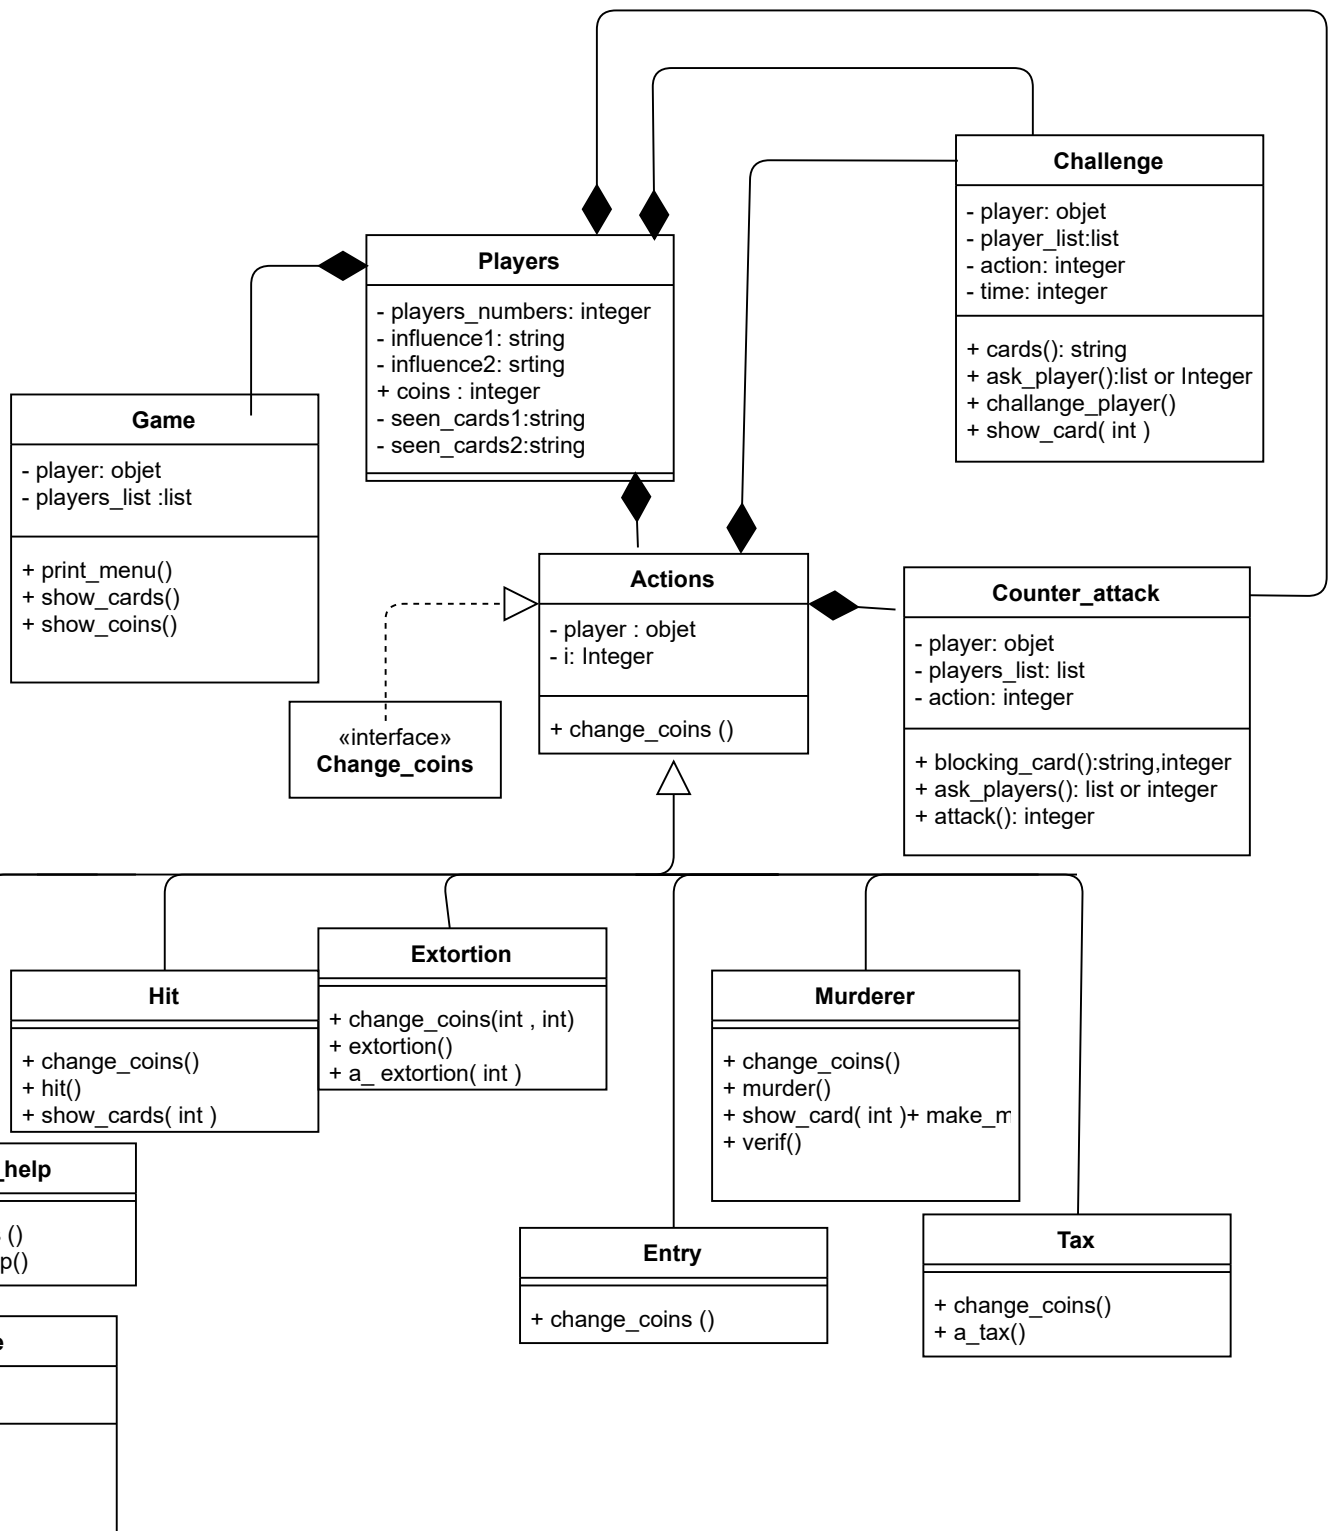 Challenge
- player: objet
- player_list:list
- action: integer
- time: integer
+ cards(): string
+ ask_player():list or Integer
+ challange_player()
+ show_card( int )
Players
- players_numbers: integer
- influence1: string
- influence2: srting
+ coins : integer
- seen_cards1:string
- seen_cards2:string
Game
- player: objet
- players_list :list
+ print_menu()
+ show_cards()
+ show_coins()
Actions
- player : objet
- i: Integer
+ change_coins ()
Counter_attack
- player: objet
- players_list: list
- action: integer
+ blocking_card():string,integer
+ ask_players(): list or integer
+ attack(): integer
«interface»
Change_coins
Hit
+ change_coins()
+ hit()
+ show_cards( int )
Extortion
+ change_coins(int , int)
+ extortion()
+ a_ extortion( int )
Murderer
+ change_coins()
+ murder()
+ show_card( int )+ make_m
+ verif()
_help
()
p()
Entry
+ change_coins ()
Tax
+ change_coins()
+ a_tax()
e